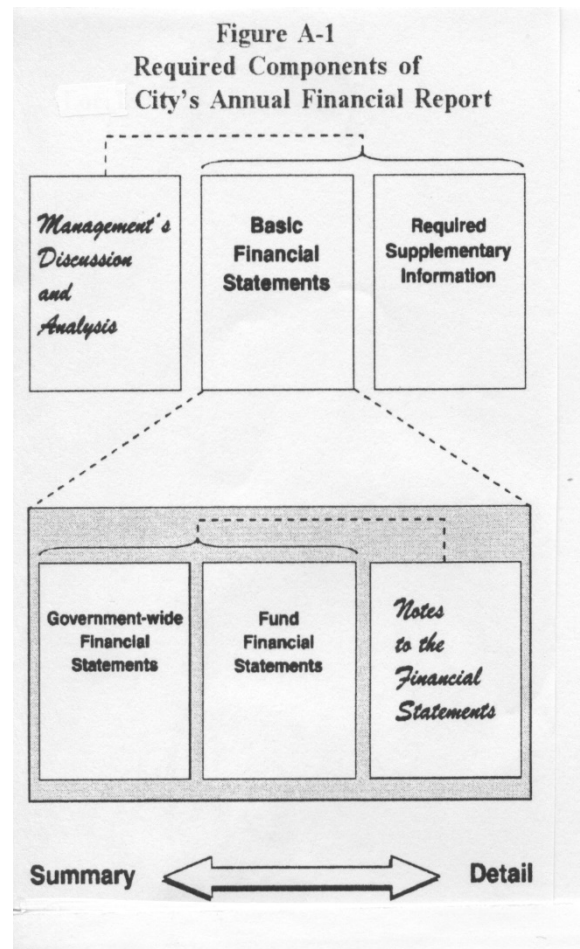 Figure A-1
Required Components of
City's Annual Financial Report
Management's
Discussion
and
Analysis
Basic
Financial
Statements
Required
Supplementary
Information
Government-wide
Financial
Statements
Fund
Financial
Statements
Notes
to the
Financial
Statements
Summary
Detail